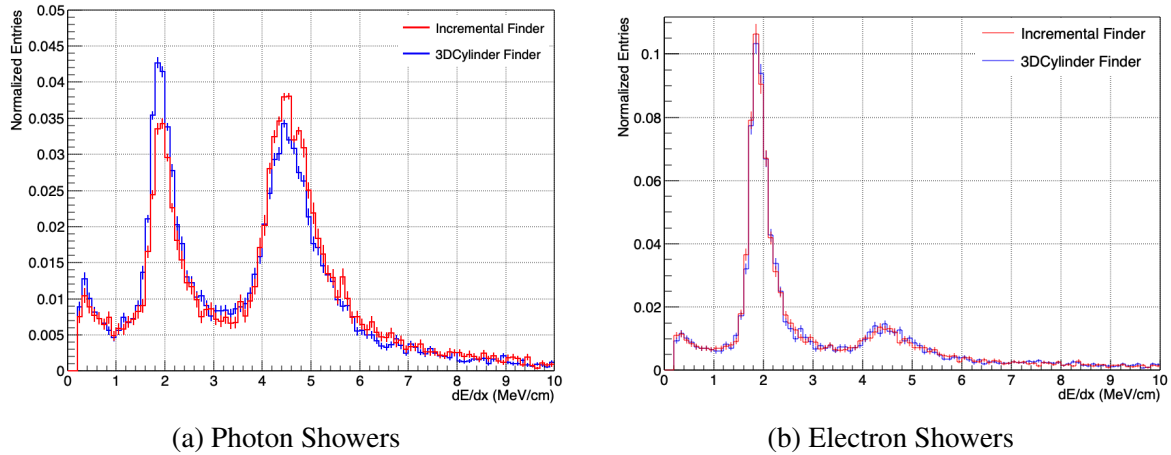 Normalized Entries
0.05
0.045
0.04
0.035
0.03
0.025
0.02
0.015
0.01
0.005
0
Incremental Finder
3DCylinder Finder
0 1 2 3 4 5 6 7 8 9 10
dE/dx (MeV/cm)
(a) Photon Showers
Normalized Entries
0.1
0.08
0.06
0.04
0.02
0
Incremental Finder
3DCylinder Finder
0 1 2 3 4 5 6 7 8 9 10
dE/dx (MeV/cm)
(b) Electron Showers